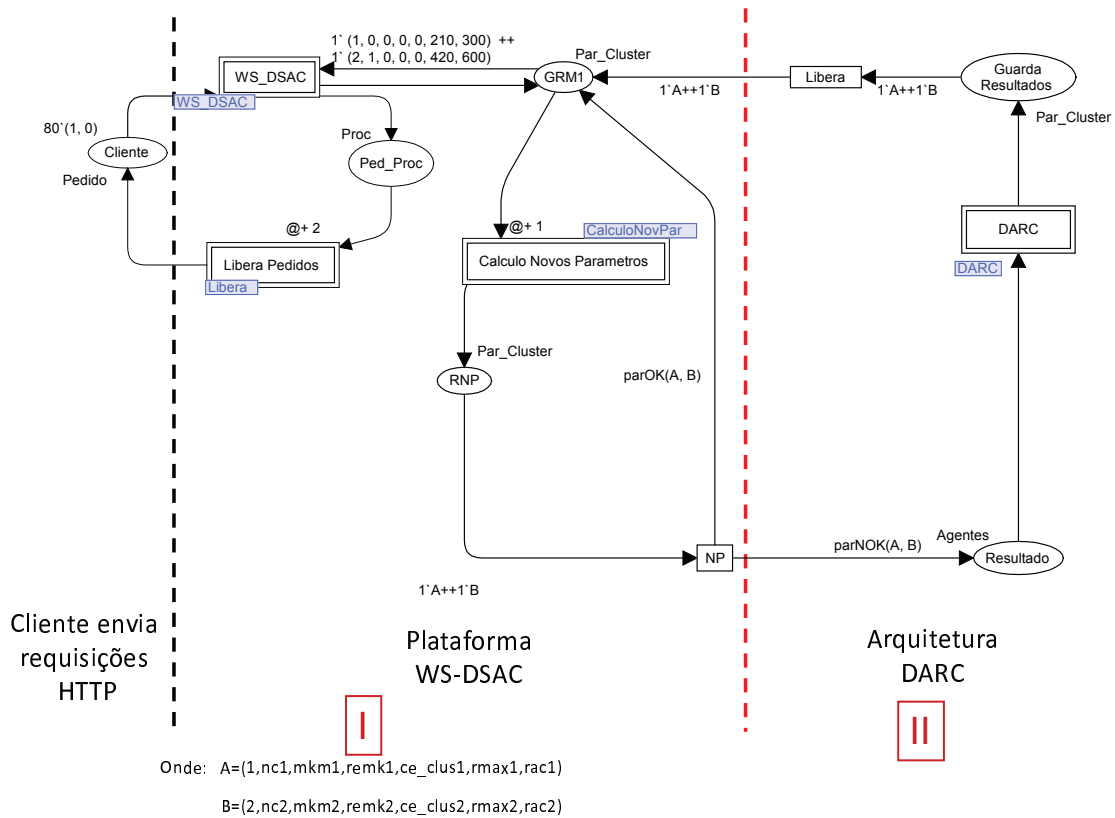 1`(1, 0, 0, 0, 0, 210, 300) ++
1`(2, 1, 0, 0, 0, 420, 600)
Par_Cluster
WS_DSAC
GRM1
Libera
Guarda
Resultados
WS_DSAC
1`A++1`B
1`A++1`B
Par_Cluster
80`(1, 0)
Proc
Cliente
Ped_Proc
Pedido
@+ 2
@+ 1
CalculoNovPar
DARC
Libera Pedidos
Calculo Novos Parametros
DARC
Libera
Par_Cluster
RNP
parOK(A, B)
Agentes
parNOK(A, B)
NP
Resultado
1`A++1`B
Cliente envia
requisições
HTTP
Plataforma
WS-DSAC
Arquitetura
DARC
I
II
Onde: A=(1,nc1,mkm1,remk1,ce_clus1,rmax1,rac1)
B=(2,nc2,mkm2,remk2,ce_clus2,rmax2,rac2)